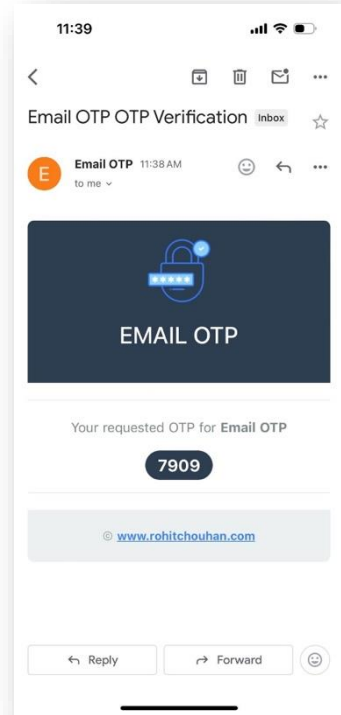 11:39
Email OTP OTP Verification Inbox
E
Email OTP 11:38 AM
to me
EMAIL OTP
Your requested OTP for Email OTP
7909
© www.rohitchouhan.com
Reply Forward